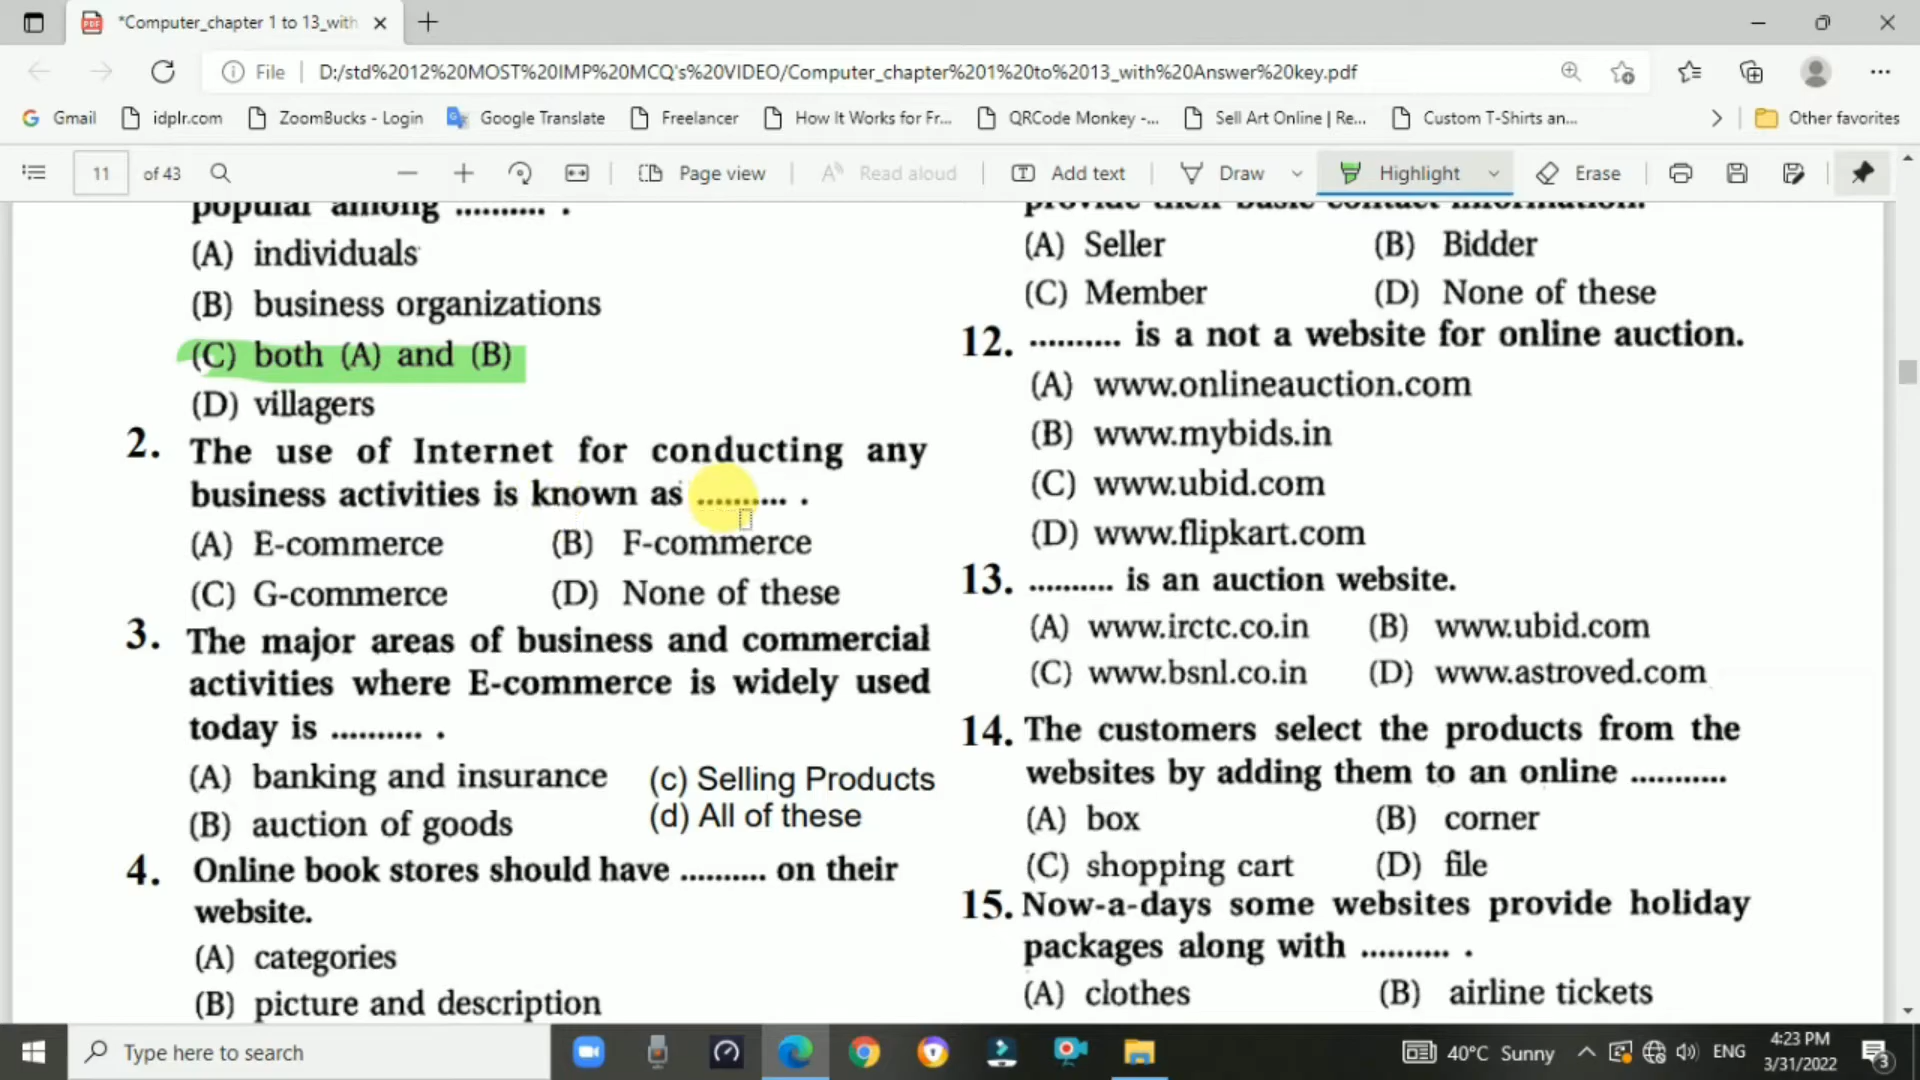 *Computer_chapter 1 to 13_with
File
D:/std%2012%20MOST%20IMP%20MCQ's%20VIDEO/Computer_chapter%201%20to%2013_with%20Answer%20key.pdf
Gmail
idplr.com
ZoomBucks - Login
Google Translate
Freelancer
How It Works for Fr...
QRCode Monkey -...
Sell Art Online | Re...
Custom T-Shirts an...
Other favorites
11 of 43
Page view
Read aloud
Add text
Draw
Highlight
Erase
popular among .......... .
(A) individuals
(B) business organizations
(C) both (A) and (B)
(D) villagers
2. The use of Internet for conducting any
business activities is known as .......... .
(A) E-commerce (B) F-commerce
(C) G-commerce (D) None of these
3. The major areas of business and commercial
activities where E-commerce is widely used
today is .......... .
(A) banking and insurance (c) Selling Products
(B) auction of goods (d) All of these
4. Online book stores should have .......... on their
website.
(A) categories
(B) picture and description
provide their basic contact information.
(A) Seller (B) Bidder
(C) Member (D) None of these
12. .......... is a not a website for online auction.
(A) www.onlineauction.com
(B) www.mybids.in
(C) www.ubid.com
(D) www.flipkart.com
13. .......... is an auction website.
(A) www.irctc.co.in (B) www.ubid.com
(C) www.bsnl.co.in (D) www.astroved.com
14. The customers select the products from the
websites by adding them to an online ...........
(A) box (B) corner
(C) shopping cart (D) file
15. Now-a-days some websites provide holiday
packages along with .......... .
(A) clothes (B) airline tickets
Type here to search
40°C Sunny
ENG
4:23 PM
3/31/2022
3